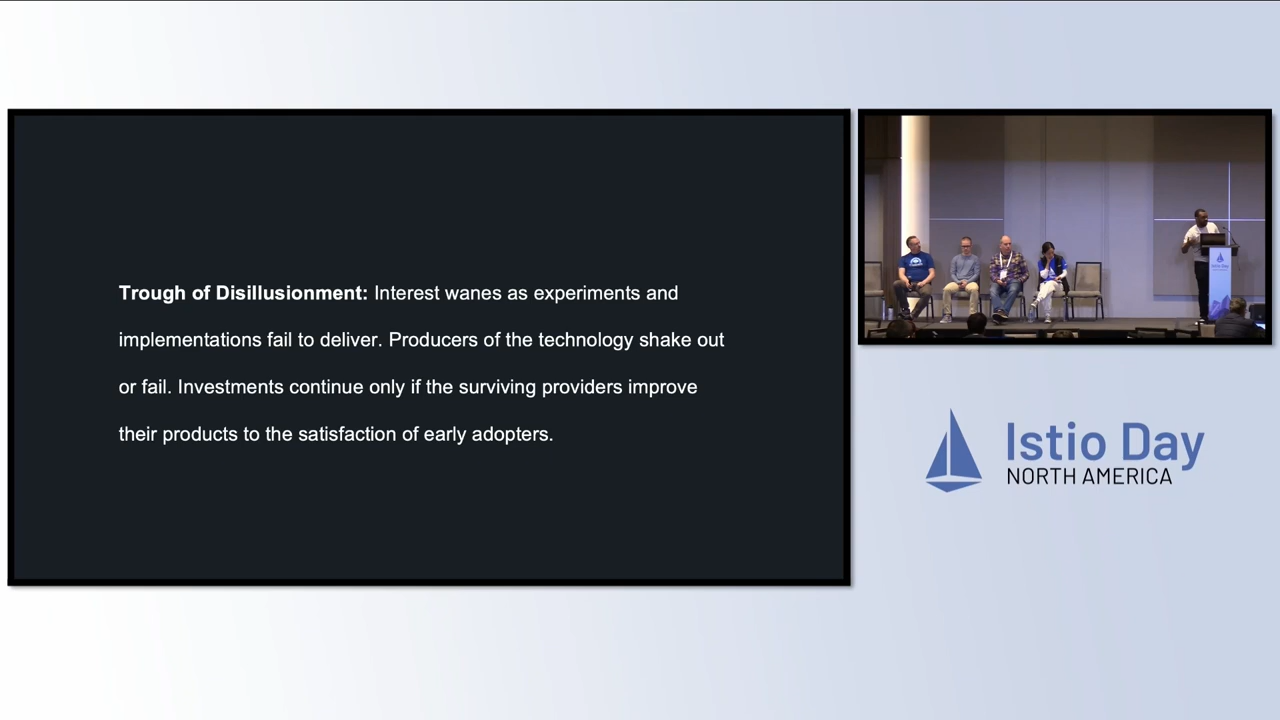 Trough of Disillusionment: Interest wanes as experiments and
implementations fail to deliver. Producers of the technology shake out
or fail. Investments continue only if the surviving providers improve
their products to the satisfaction of early adopters.
Istio Day
Istio Day
NORTH AMERICA